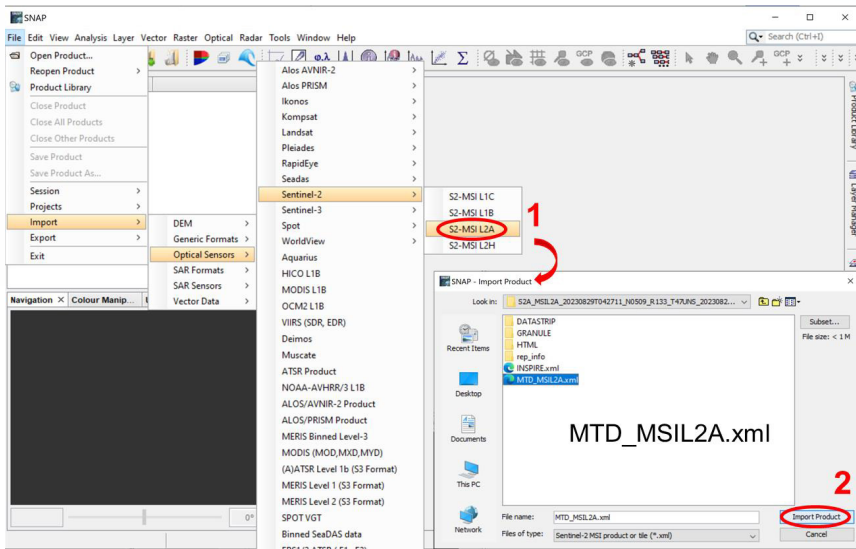 SNAP
File Edit View Analysis Layer Vector Raster Optical Radar Tools Window Help
Search (Ctrl+I)
Open Product...
Reopen Product
Product Library
Close Product
Close All Products
Close Other Products
Save Product
Save Product As...
Session
Projects
Import
Export
Exit
DEM
Generic Formats
Optical Sensors
SAR Formats
SAR Sensors
Vector Data
Alos AVNIR-2
Alos PRISM
Ikonos
Kompsat
Landsat
Pleiades
RapidEye
Seadas
Sentinel-2
Sentinel-3
Spot
WorldView
Aquarius
HICO L1B
MODIS L1B
OCM2 L1B
VIIRS (SDR, EDR)
Deimos
Muscate
ATSR Product
NOAA-AVHRR/3 L1B
ALOS/AVNIR-2 Product
ALOS/PRISM Product
MERIS Binned Level-3
MODIS (MOD,MXD,MYD)
(A)ATSR Level 1b (S3 Format)
MERIS Level 1 (S3 Format)
MERIS Level 2 (S3 Format)
SPOT VGT
Binned SeaDAS data
S2-MSI L1C
S2-MSI L1B
S2-MSI L2A
S2-MSI L2H
1
Product Library
Layer Manager
Navigation × Colour Manip...
0°
SNAP - Import Product
Look in: S2A_MSIL2A_20230829T042711_N0509_R133_T47UNS_2023082...
Recent Items
Desktop
Documents
This PC
Network
DATASTRIP
GRANULE
HTML
rep_info
INSPIRE.xml
MTD_MSIL2A.xml
Subset...
File size: < 1 M
MTD_MSIL2A.xml
2
File name: MTD_MSIL2A.xml
Import Product
Files of type: Sentinel-2 MSI product or tile (*.xml)
Cancel